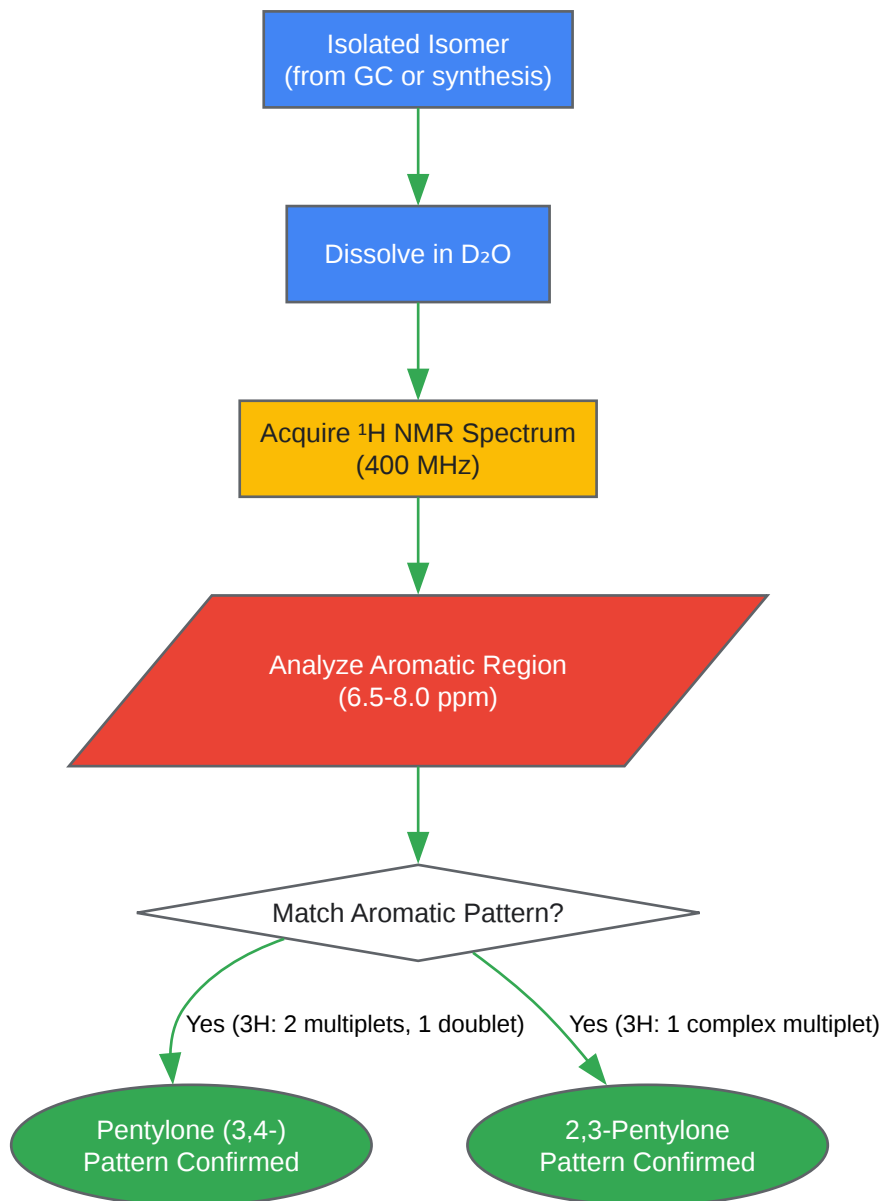 Isolated Isomer
(from GC or synthesis)
Dissolve in D₂O
Acquire ¹H NMR Spectrum
(400 MHz)
Analyze Aromatic Region
(6.5-8.0 ppm)
Match Aromatic Pattern?
Yes (3H: 2 multiplets, 1 doublet)
Yes (3H: 1 complex multiplet)
Pentylone (3,4-)
Pattern Confirmed
2,3-Pentylone
Pattern Confirmed